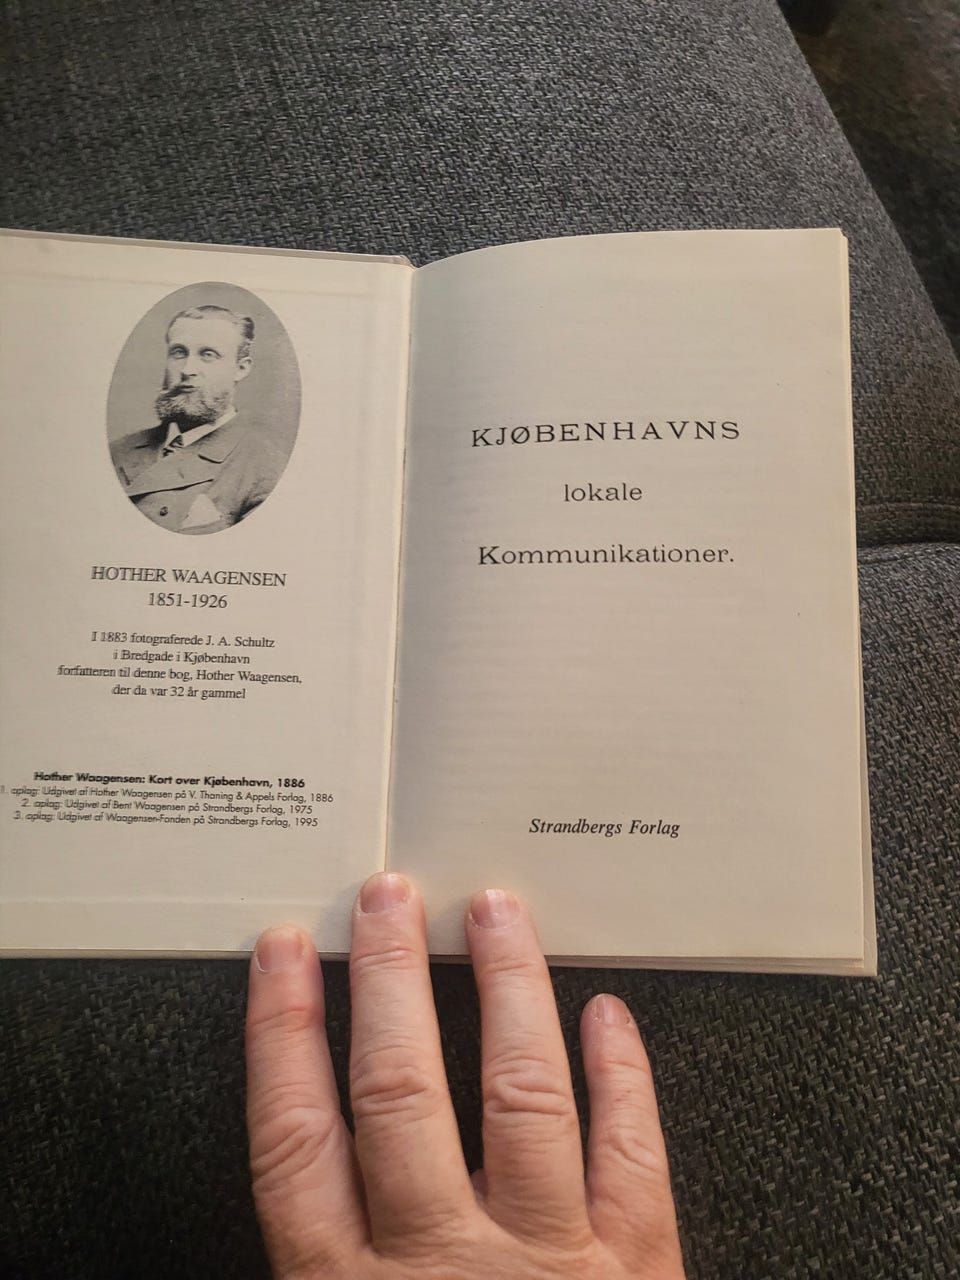 HOTHER WAAGENSEN
1851-1926
I 1883 fotograferede J. A. Schultz
i Bredgade i Kjøbenhavn
forfatteren til denne bog, Hother Waagensen,
der da var 32 år gammel
Hother Waagensen: Kort over Kjøbenhavn, 1886
1. oplag: Udgivet af Hother Waagensen på V. Thaning & Appels Forlag, 1886
2. oplag: Udgivet af Bent Waagensen på Strandbergs Forlag, 1975
3. oplag: Udgivet af Waagensen-Fonden på Strandbergs Forlag, 1995
KJØBENHAVNS
lokale
Kommunikationer.
Strandbergs Forlag